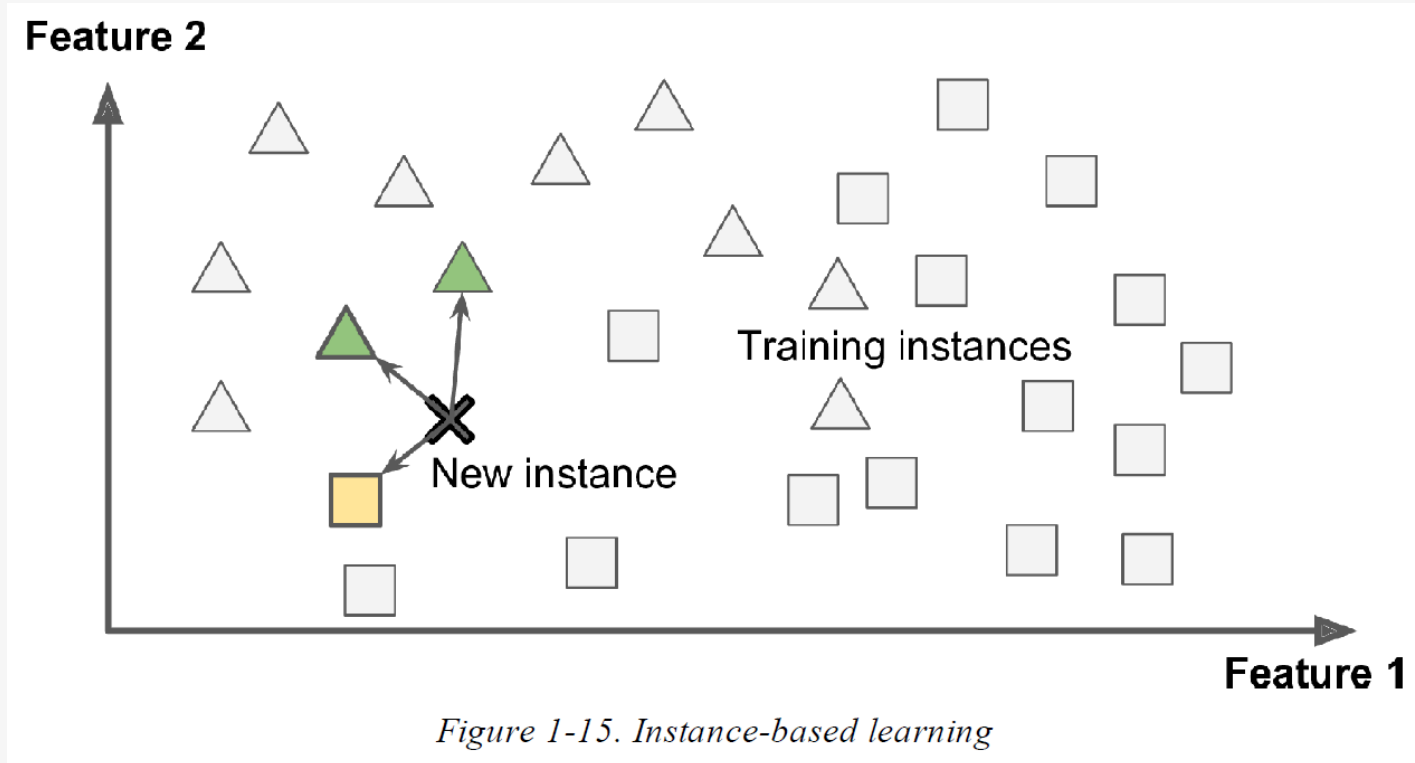 Feature 2
Training instances
New instance
Feature 1
Figure 1-15. Instance-based learning